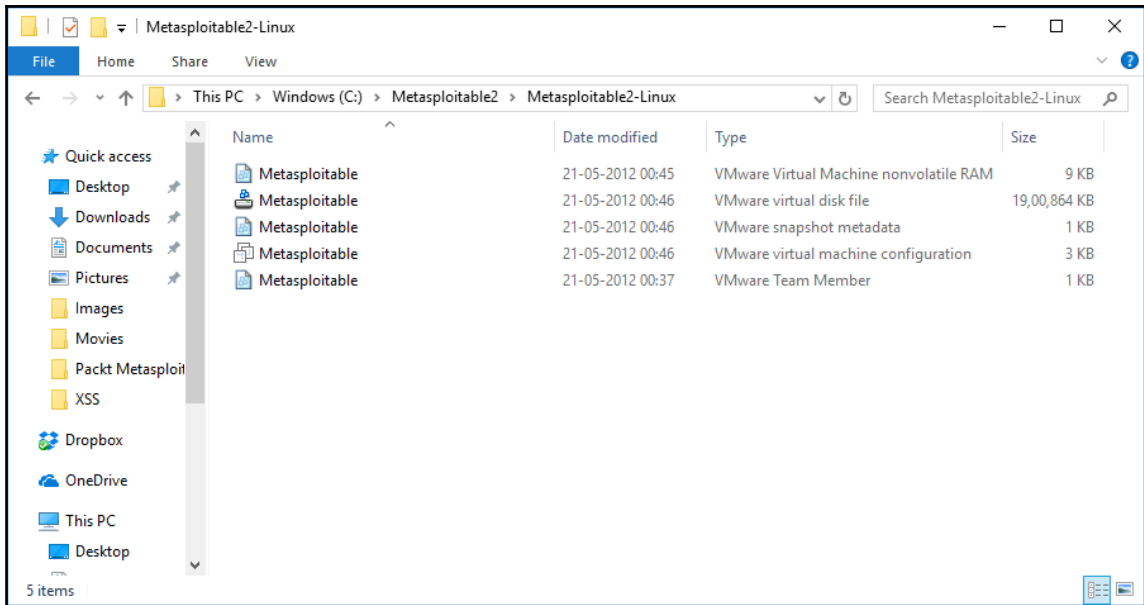 Metasploitable2-Linux
File Home Share View
This PC > Windows (C:) > Metasploitable2 > Metasploitable2-Linux
Search Metasploitable2-Linux
Name Date modified Type Size
Quick access
Desktop
Downloads
Documents
Pictures
Images
Movies
Packt Metasploit
XSS
Dropbox
OneDrive
This PC
Desktop
Metasploitable 21-05-2012 00:45 VMware Virtual Machine nonvolatile RAM 9 KB
Metasploitable 21-05-2012 00:46 VMware virtual disk file 19,00,864 KB
Metasploitable 21-05-2012 00:46 VMware snapshot metadata 1 KB
Metasploitable 21-05-2012 00:46 VMware virtual machine configuration 3 KB
Metasploitable 21-05-2012 00:37 VMware Team Member 1 KB
5 items